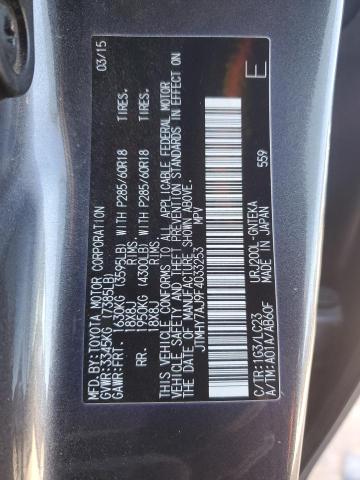 MFD.BY:TOYOTA MOTOR CORPORATION 03/15
GVWR:3345KG (7385LB)
GAWR:FRT. 1630KG (3595LB) WITH P285/60R18 TIRES,
18X8J RIMS,
RR. 1950KG (4300LB) WITH P285/60R18 TIRES,
18X8J RIMS,
THIS VEHICLE CONFORMS TO ALL APPLICABLE FEDERAL MOTOR
VEHICLE SAFETY AND THEFT PREVENTION STANDARDS IN EFFECT ON
THE DATE OF MANUFACTURE SHOWN ABOVE.
JTJHY7AJ9F4033253 MPV
E
559
C/TR:1G3/LC23 URJ200L-GNTEKA
A/TM:A01A/AB60F MADE IN JAPAN